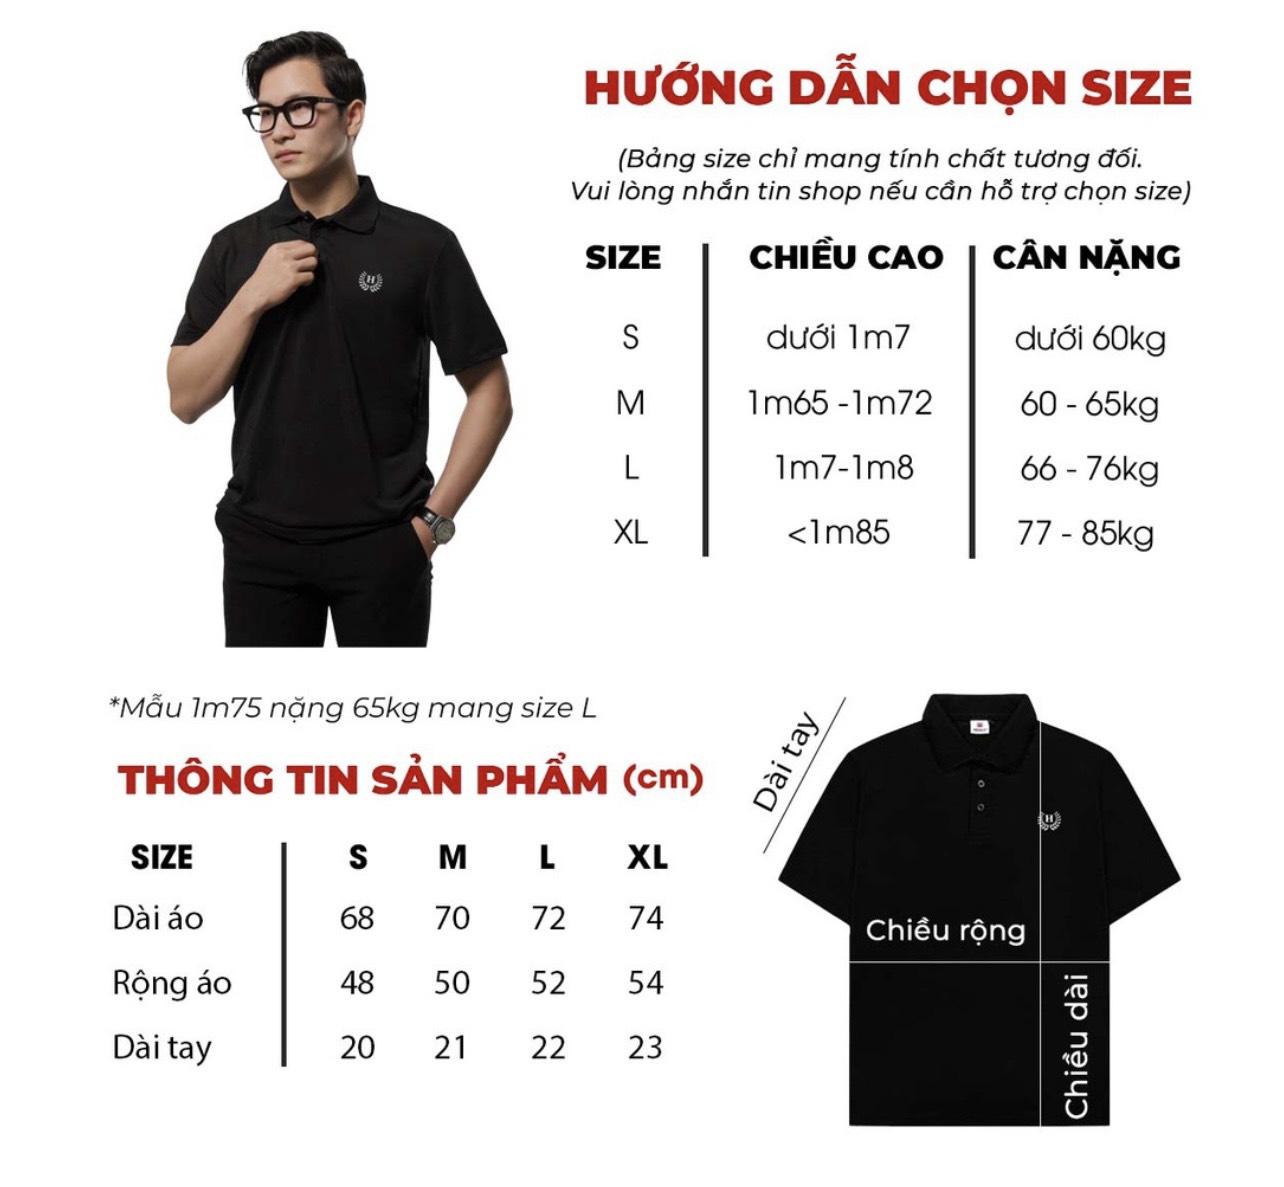 HƯỚNG DẪN CHỌN SIZE
(Bảng size chỉ mang tính chất tương đối.
Vui lòng nhắn tin shop nếu cần hỗ trợ chọn size)
SIZE CHIỀU CAO CÂN NẶNG
S dưới 1m7 dưới 60kg
M 1m65 -1m72 60 - 65kg
L 1m7-1m8 66 - 76kg
XL <1m85 77 - 85kg
H
*Mẫu 1m75 nặng 65kg mang size L
THÔNG TIN SẢN PHẨM (cm)
SIZE S M L XL
Dài áo 68 70 72 74
Rộng áo 48 50 52 54
Dài tay 20 21 22 23
Dài tay
H
Chiều rộng
Chiều dài